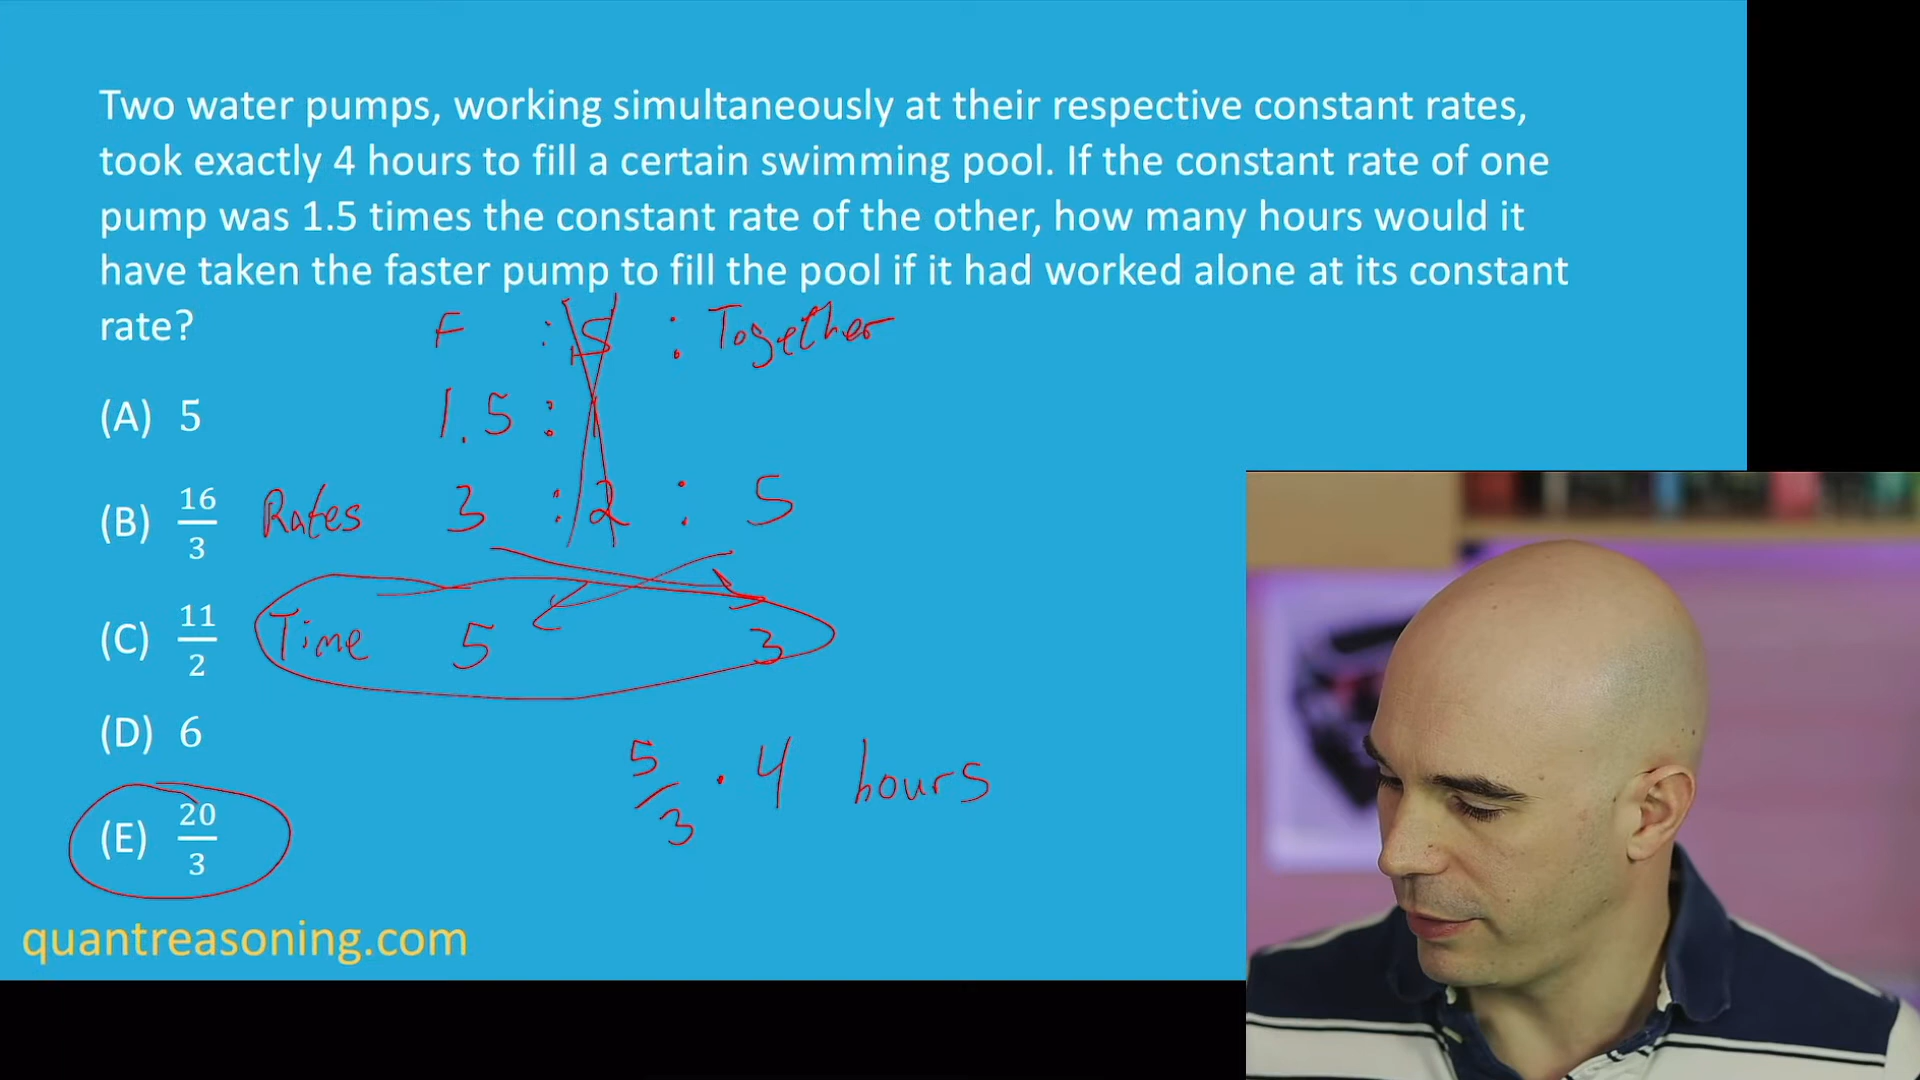 Two water pumps, working simultaneously at their respective constant rates,
took exactly 4 hours to fill a certain swimming pool. If the constant rate of one
pump was 1.5 times the constant rate of the other, how many hours would it
have taken the faster pump to fill the pool if it had worked alone at its constant
rate?
F : S : Together
(A) 5
1.5 : 1
(B) 16/3
Rates 3 : 2 : 5
(C) 11/2
Time 5 3
(D) 6
5/3 · 4 hours
(E) 20/3
quantreasoning.com